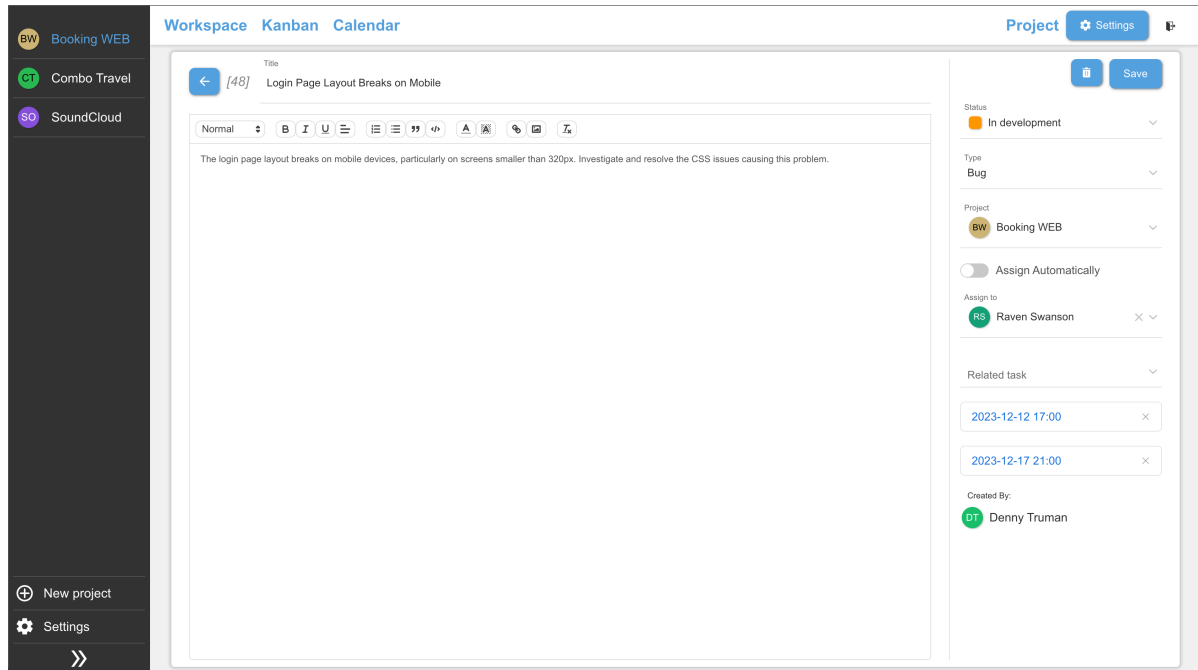 BW Booking WEB
CT Combo Travel
SO SoundCloud
New project
Settings
Workspace Kanban Calendar
Project Settings
[48]
Title
Login Page Layout Breaks on Mobile
Normal B I U A A Tx
The login page layout breaks on mobile devices, particularly on screens smaller than 320px. Investigate and resolve the CSS issues causing this problem.
Save
Status
In development
Type
Bug
Project
BW Booking WEB
Assign Automatically
Assign to
RS Raven Swanson
Related task
2023-12-12 17:00
2023-12-17 21:00
Created By:
DT Denny Truman